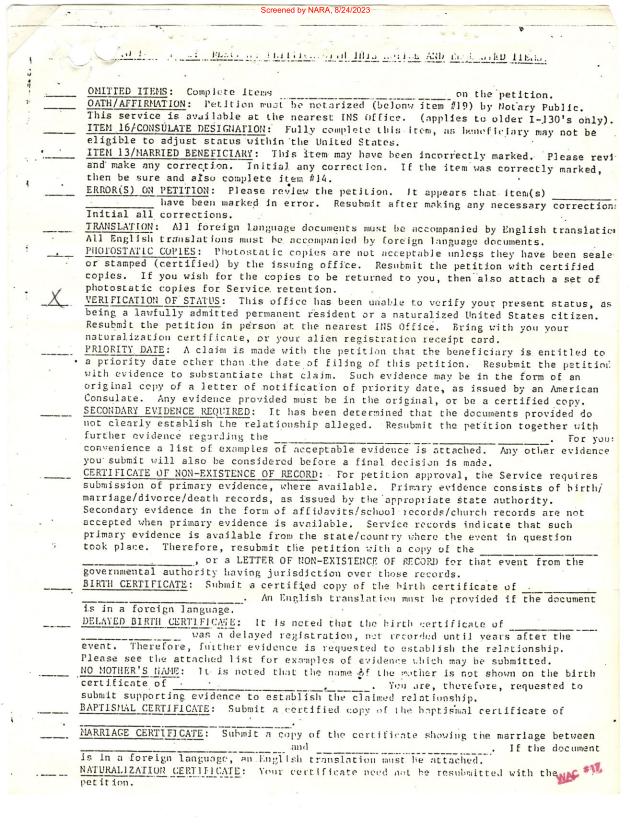 Screened by NARA, 8/24/2023
PETITION THIS NOTICE AND ITEMS.
OMITTED ITEMS: Complete items ____ on the petition.
OATH/AFFIRMATION: Petition must be notarized (below item #19) by Notary Public.
This service is available at the nearest INS Office. (applies to older I-130's only).
ITEM 16/CONSULATE DESIGNATION: Fully complete this item, as beneficiary may not be
eligible to adjust status within the United States.
ITEM 13/MARRIED BENEFICIARY: This item may have been incorrectly marked. Please revi
and make any correction. Initial any correction. If the item was correctly marked,
then be sure and also complete item #14.
ERROR(S) ON PETITION: Please review the petition. It appears that item(s) ____
____ have been marked in error. Resubmit after making any necessary correction
Initial all corrections.
TRANSLATION: All foreign language documents must be accompanied by English translatio
All English translations must be accompanied by foreign language documents.
PHOTOSTATIC COPIES: Photostatic copies are not acceptable unless they have been seale
or stamped (certified) by the issuing office. Resubmit the petition with certified
copies. If you wish for the copies to be returned to you, then also attach a set of
photostatic copies for Service retention.
X VERIFICATION OF STATUS: This office has been unable to verify your present status, as
being a lawfully admitted permanent resident or a naturalized United States citizen.
Resubmit the petition in person at the nearest INS Office. Bring with you your
naturalization certificate, or your alien registration receipt card.
PRIORITY DATE: A claim is made with the petition that the beneficiary is entitled to
a priority date other than the date of filing of this petition. Resubmit the petition
with evidence to substantiate that claim. Such evidence may be in the form of an
original copy of a letter of notification of priority date, as issued by an American
Consulate. Any evidence provided must be in the original, or be a certified copy.
SECONDARY EVIDENCE REQUIRED: It has been determined that the documents provided do
not clearly establish the relationship alleged. Resubmit the petition together with
further evidence regarding the ____. For you
convenience a list of examples of acceptable evidence is attached. Any other evidence
you submit will also be considered before a final decision is made.
CERTIFICATE OF NON-EXISTENCE OF RECORD: For petition approval, the Service requires
submission of primary evidence, where available. Primary evidence consists of birth/
marriage/divorce/death records, as issued by the appropriate state authority.
Secondary evidence in the form of affidavits/school records/church records are not
accepted when primary evidence is available. Service records indicate that such
primary evidence is available from the state/country where the event in question
took place. Therefore, resubmit the petition with a copy of the ____
____, or a LETTER OF NON-EXISTENCE OF RECORD for that event from the
governmental authority having jurisdiction over those records.
BIRTH CERTIFICATE: Submit a certified copy of the birth certificate of ____
____. An English translation must be provided if the document
is in a foreign language.
DELAYED BIRTH CERTIFICATE: It is noted that the birth certificate of ____
____ was a delayed registration, not recorded until years after the
event. Therefore, further evidence is requested to establish the relationship.
Please see the attached list for examples of evidence which may be submitted.
NO MOTHER'S NAME: It is noted that the name of the mother is not shown on the birth
certificate of ____. You are, therefore, requested to
submit supporting evidence to establish the claimed relationship.
BAPTISMAL CERTIFICATE: Submit a certified copy of the baptismal certificate of
____.
MARRIAGE CERTIFICATE: Submit a copy of the certificate showing the marriage between
____ and ____. If the document
is in a foreign language, an English translation must be attached.
NATURALIZATION CERTIFICATE: Your certificate need not be resubmitted with the
petition.
WAC #17